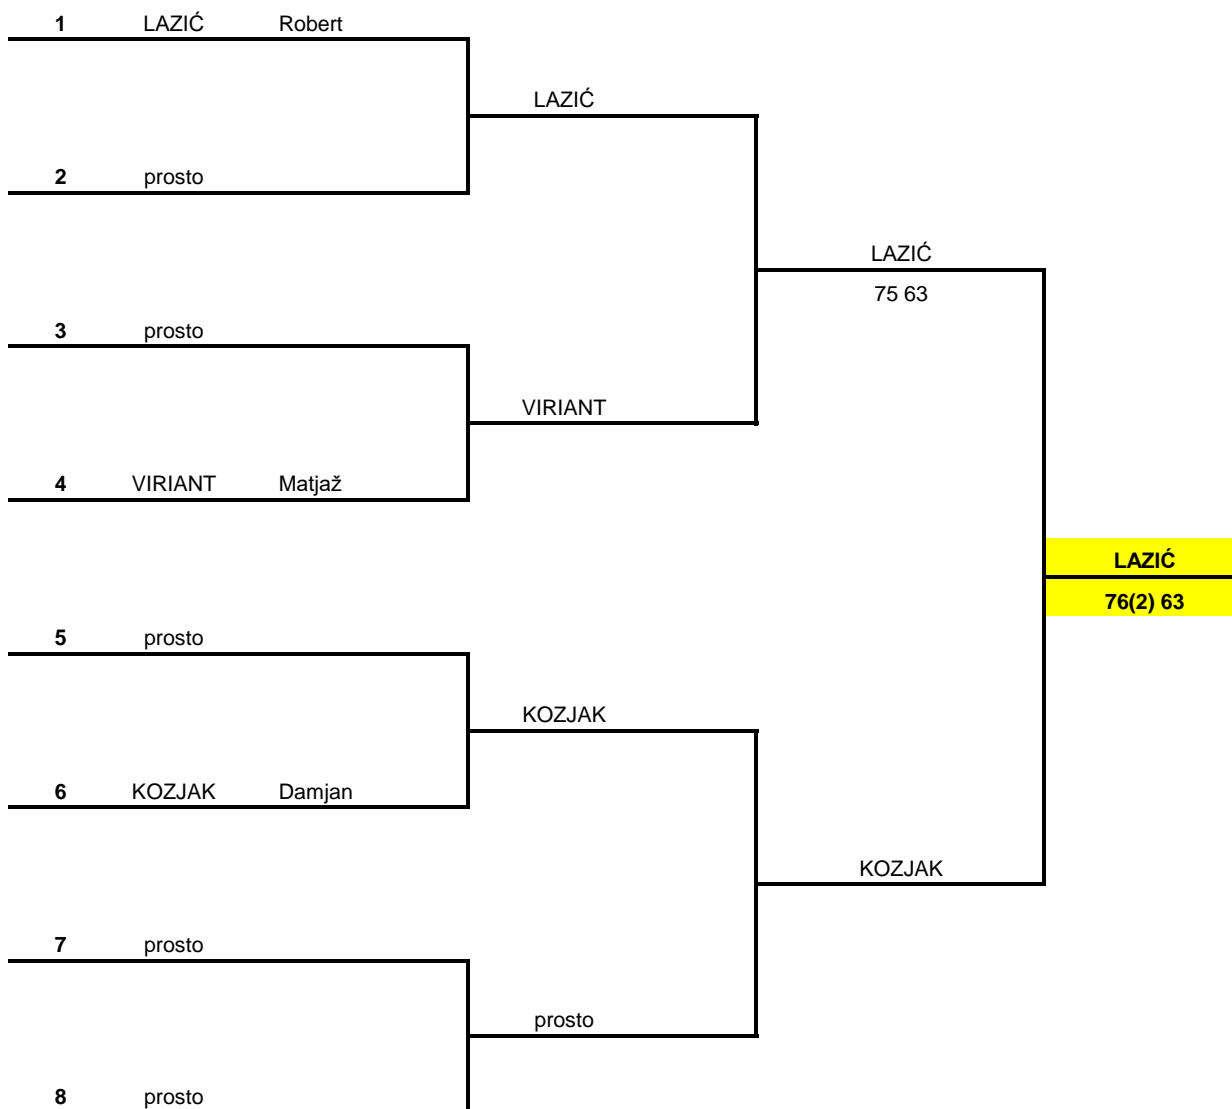 1 LAZIĆ Robert
LAZIĆ
2 prosto
LAZIĆ
75 63
3 prosto
VIRIANT
4 VIRIANT Matjaž
LAZIĆ
76(2) 63
5 prosto
KOZJAK
6 KOZJAK Damjan
KOZJAK
7 prosto
prosto
8 prosto